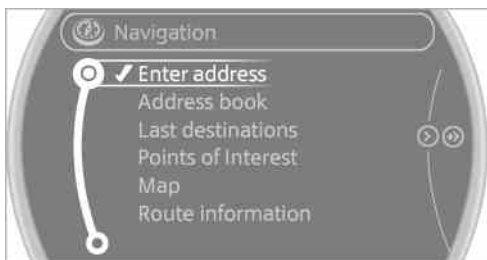 Navigation
Enter address
Address book
Last destinations
Points of Interest
Map
Route information